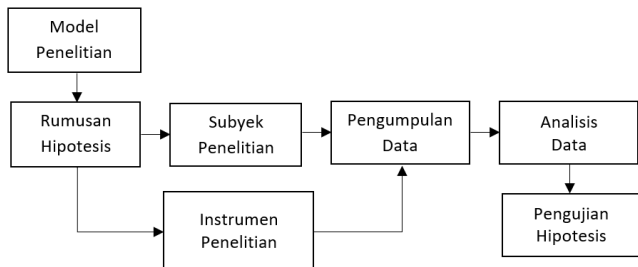 Model
Penelitian
Rumusan
Hipotesis
Subyek
Penelitian
Pengumpulan
Data
Analisis
Data
Instrumen
Penelitian
Pengujian
Hipotesis